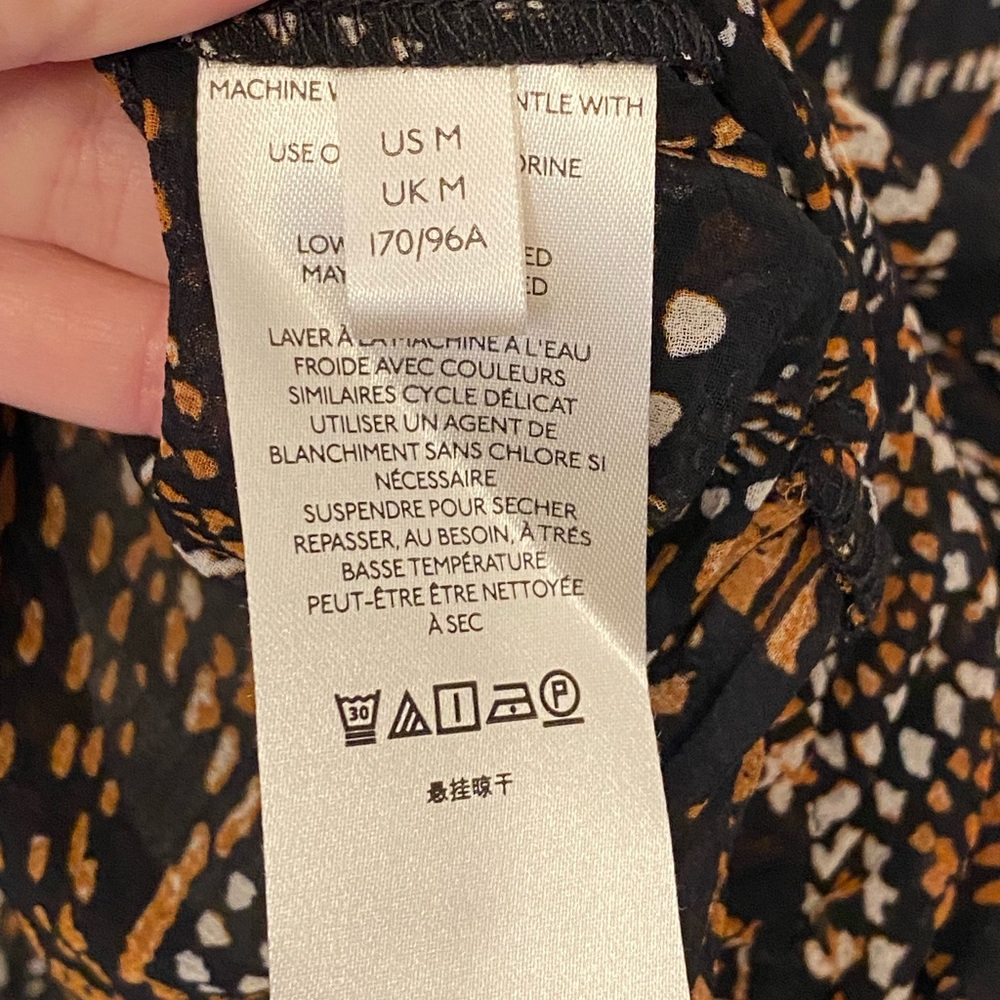 MACHINE
NTLE WITH
US M
USE
RINE
UK M
LOW
170/96A
ED
MAY
ED
LAVER À LA MACHINE A L'EAU
FROIDE AVEC COULEURS
SIMILAIRES CYCLE DÉLICAT
UTILISER UN AGENT DE
BLANCHIMENT SANS CHLORE SI
NÉCESSAIRE
SUSPENDRE POUR SECHER
REPASSER, AU BESOIN, À TRÉS
BASSE TEMPÉRATURE
PEUT-ÊTRE ÊTRE NETTOYÉE
À SEC
30
P
悬挂晾干